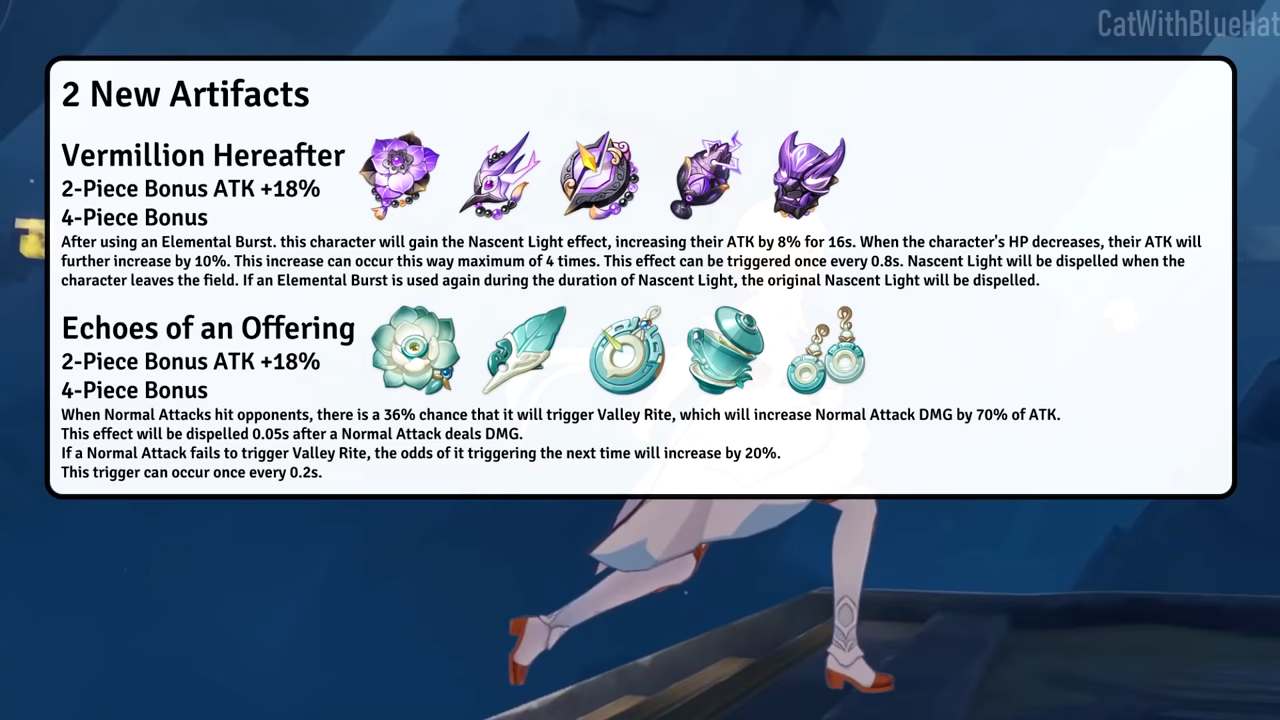 CatWithBlueHat
2 New Artifacts
Vermillion Hereafter
2-Piece Bonus ATK +18%
4-Piece Bonus
After using an Elemental Burst. this character will gain the Nascent Light effect, increasing their ATK by 8% for 16s. When the character's HP decreases, their ATK will
further increase by 10%. This increase can occur this way maximum of 4 times. This effect can be triggered once every 0.8s. Nascent Light will be dispelled when the
character leaves the field. If an Elemental Burst is used again during the duration of Nascent Light, the original Nascent Light will be dispelled.
Echoes of an Offering
2-Piece Bonus ATK +18%
4-Piece Bonus
When Normal Attacks hit opponents, there is a 36% chance that it will trigger Valley Rite, which will increase Normal Attack DMG by 70% of ATK.
This effect will be dispelled 0.05s after a Normal Attack deals DMG.
If a Normal Attack fails to trigger Valley Rite, the odds of it triggering the next time will increase by 20%.
This trigger can occur once every 0.2s.